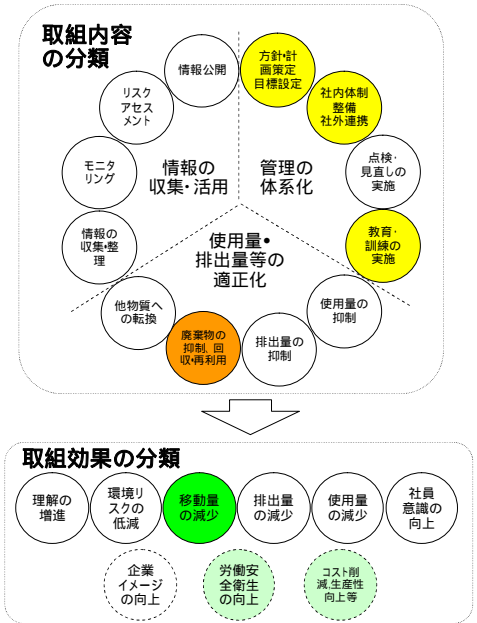 取組内容
の分類
情報公開
方針・計
画策定
目標設定
リスク
アセス
メント
社内体制
整備
社外連携
モニタ
リング
情報の
収集・活用
管理の
体系化
点検・
見直しの
実施
情報の
収集・整
理
使用量・
排出量等の
適正化
教育・
訓練の
実施
他物質へ
の転換
使用量の
抑制
廃棄物の
抑制、回
収・再利用
排出量の
抑制
取組効果の分類
理解の
増進
環境リ
スクの
低減
移動量
の減少
排出量
の減少
使用量
の減少
社員
意識の
向上
企業
イメージ
の向上
労働安
全衛生
の向上
コスト削
減,生産性
向上等